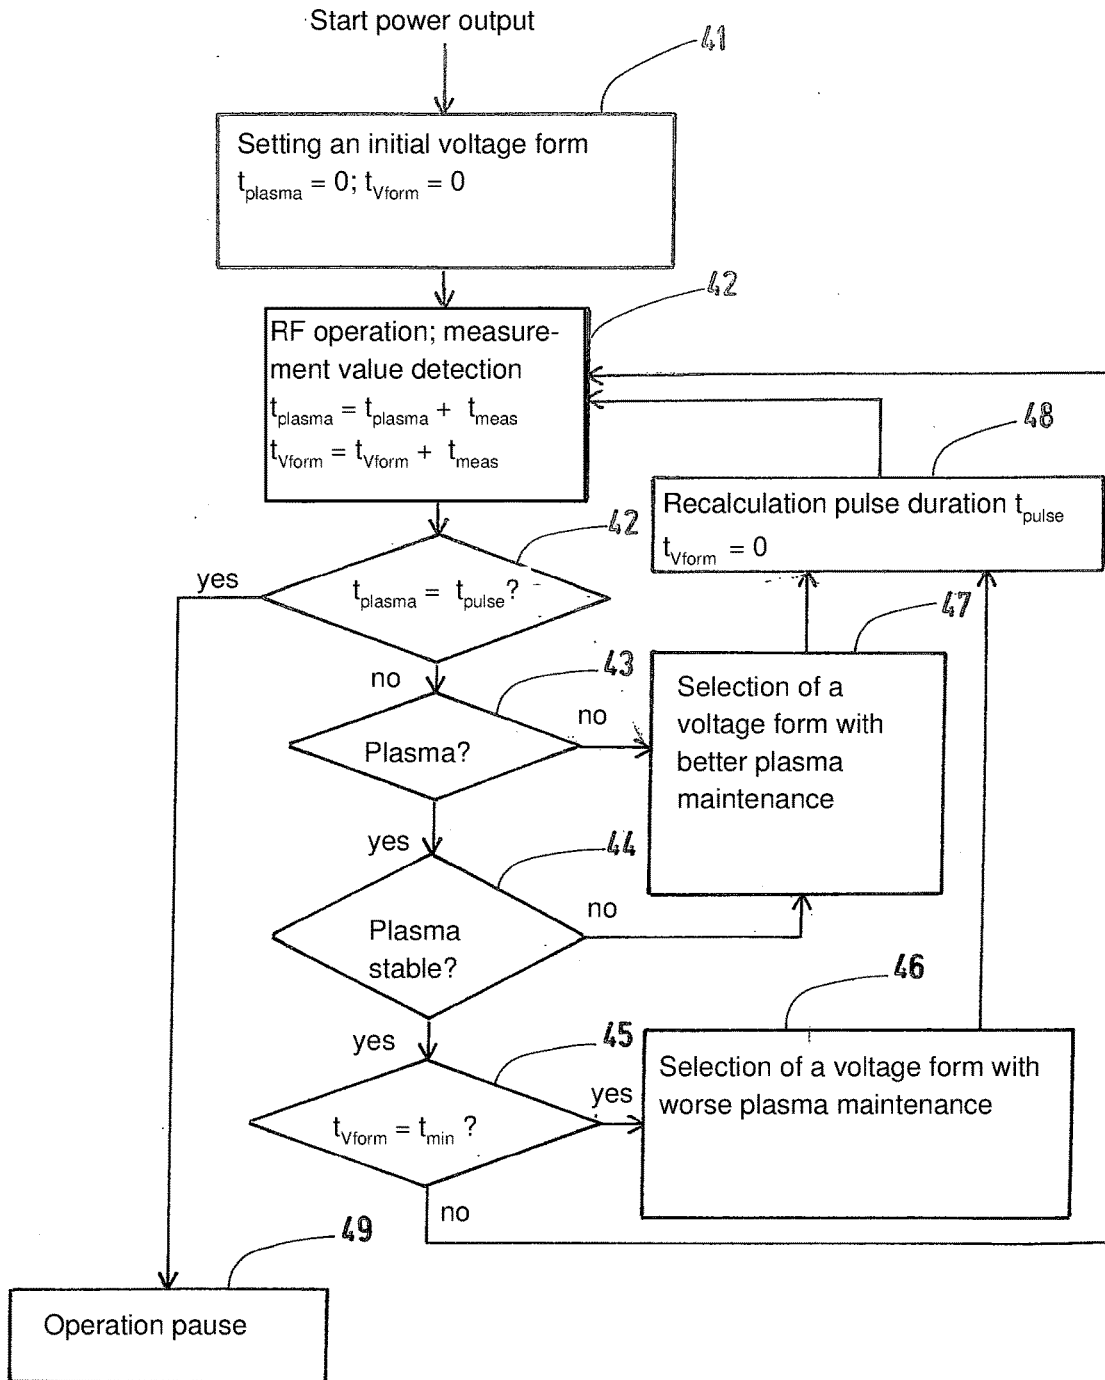 Start power output
41
Setting an initial voltage form
t_plasma = 0; t_Vform = 0
42
RF operation; measure-
ment value detection
t_plasma = t_plasma + t_meas
t_Vform = t_Vform + t_meas
48
Recalculation pulse duration t_pulse
t_Vform = 0
42
yes
t_plasma = t_pulse?
no
47
Selection of a
voltage form with
better plasma
maintenance
43
no
Plasma?
yes
44
no
Plasma
stable?
yes
46
Selection of a voltage form with
worse plasma maintenance
45
yes
t_Vform = t_min ?
no
49
Operation pause